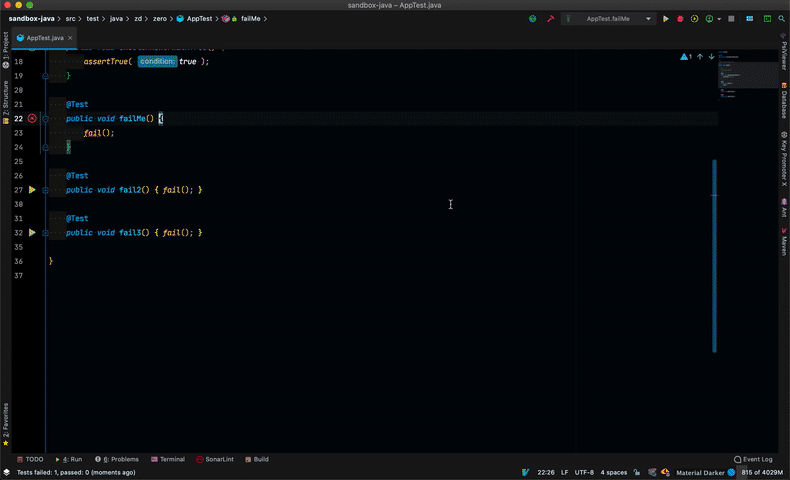 sandbox-java – AppTest.java
sandbox-java › src › test › java › zd › zero › AppTest › failMe ›
AppTest.failMe
AppTest.java ×
18 assertTrue( condition: true );
19 }
20
21 @Test
22 public void failMe() {
23 fail();
24 }
25
26 @Test
27 public void fail2() { fail(); }
30
31 @Test
32 public void fail3() { fail(); }
35
36 }
37
1
1: Project
7: Structure
2: Favorites
PsiViewer
Database
Key Promoter X
Ant
Maven
TODO 4: Run 6: Problems Terminal SonarLint Build Event Log
Tests failed: 1, passed: 0 (moments ago) 22:26 LF UTF-8 4 spaces Material Darker 815 of 4029M